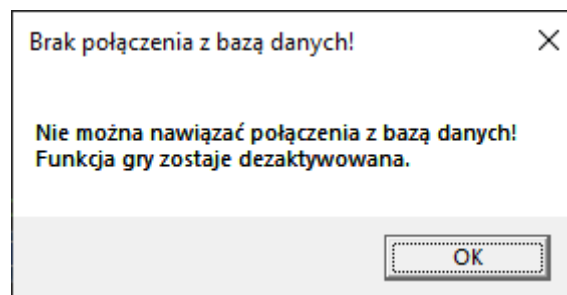 Brak połączenia z bazą danych!
Nie można nawiązać połączenia z bazą danych!
Funkcja gry zostaje dezaktywowana.
OK